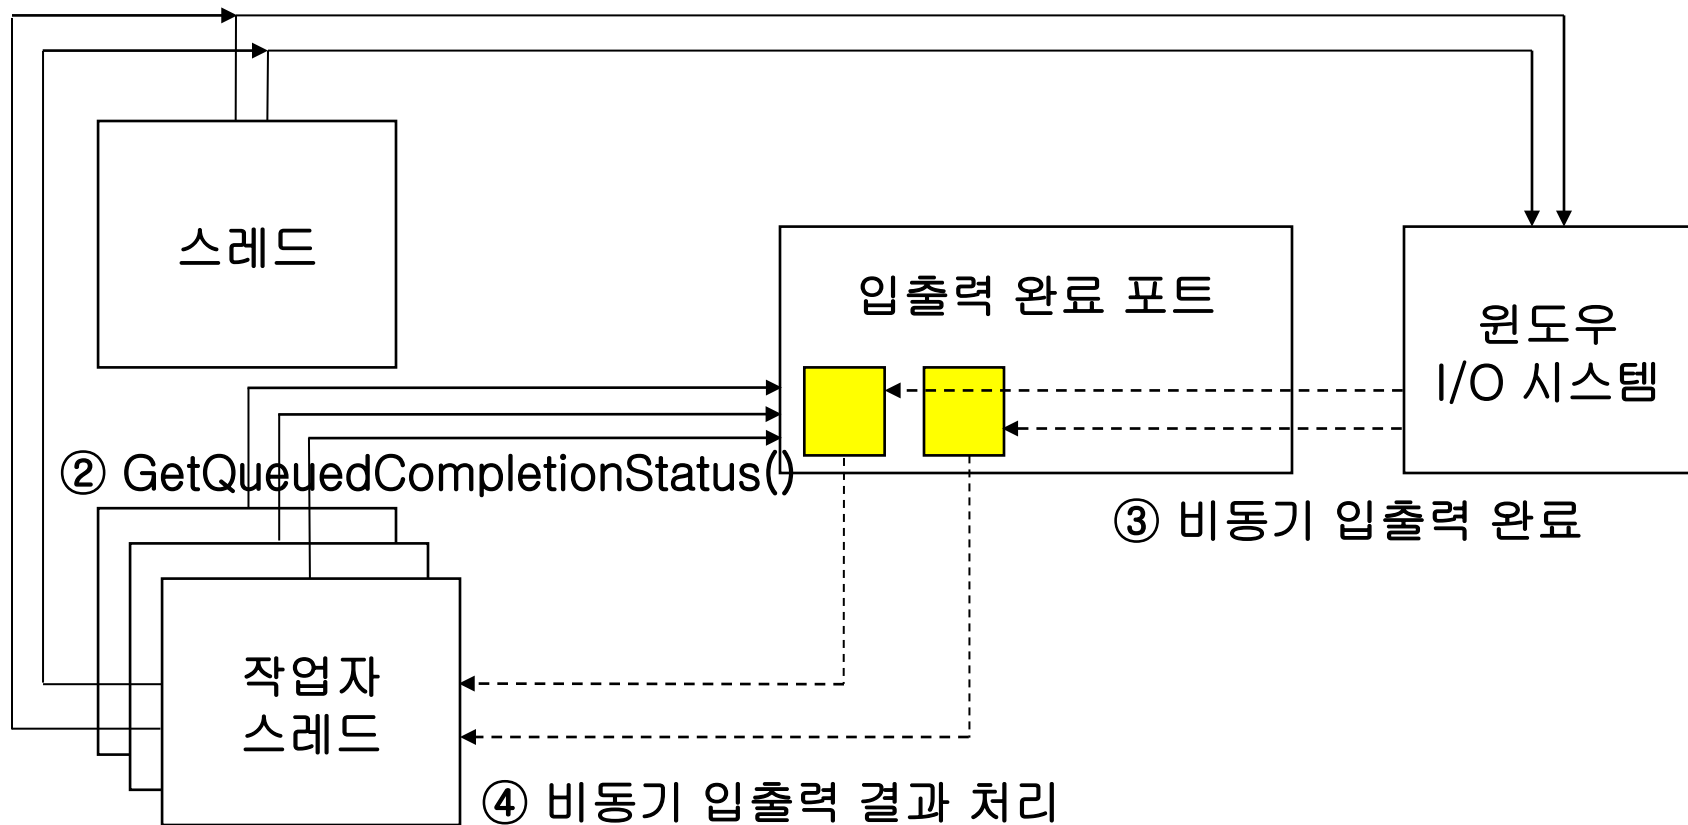 스레드
입출력 완료 포트
윈도우
I/O 시스템
② GetQueuedCompletionStatus()
③ 비동기 입출력 완료
작업자
스레드
④ 비동기 입출력 결과 처리